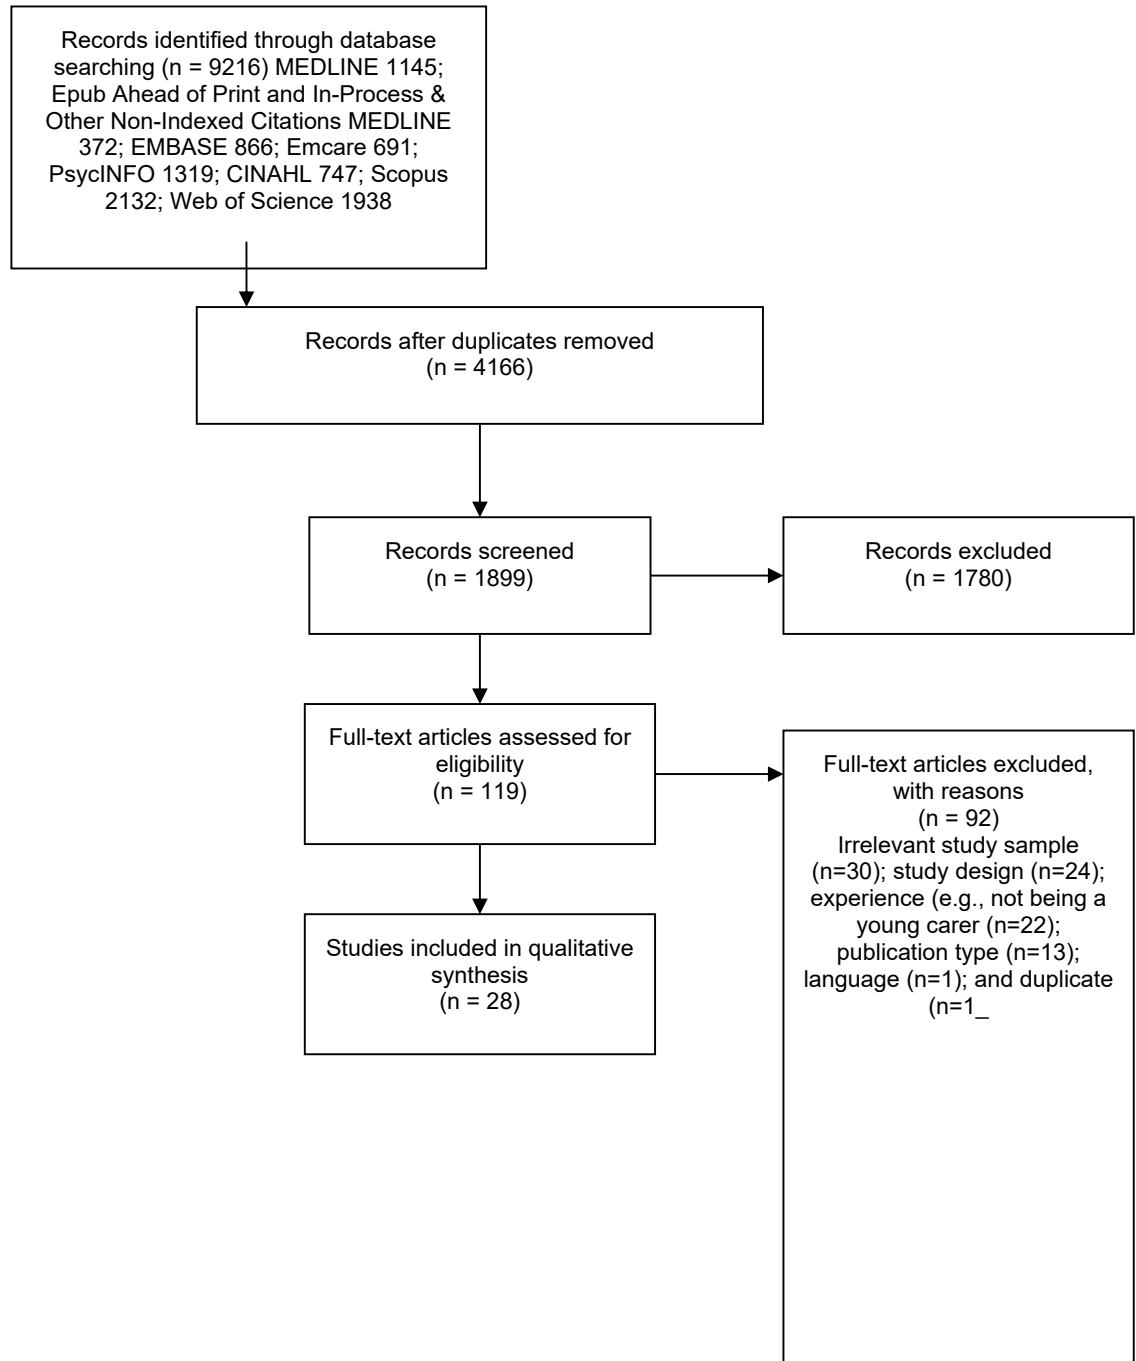 Records identified through database
searching (n = 9216) MEDLINE 1145;
Epub Ahead of Print and In-Process &
Other Non-Indexed Citations MEDLINE
372; EMBASE 866; Emcare 691;
PsycINFO 1319; CINAHL 747; Scopus
2132; Web of Science 1938
Records after duplicates removed
(n = 4166)
Records screened
(n = 1899)
Records excluded
(n = 1780)
Full-text articles assessed for
eligibility
(n = 119)
Full-text articles excluded,
with reasons
(n = 92)
Irrelevant study sample
(n=30); study design (n=24);
experience (e.g., not being a
young carer (n=22);
publication type (n=13);
language (n=1); and duplicate
(n=1_
Studies included in qualitative
synthesis
(n = 28)